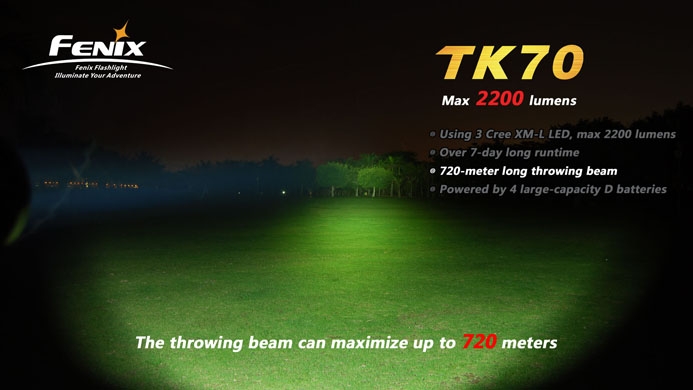 FENIX
Fenix Flashlight
Illuminate Your Adventure
TK70
Max 2200 lumens
Using 3 Cree XM-L LED, max 2200 lumens
Over 7-day long runtime
720-meter long throwing beam
Powered by 4 large-capacity D batteries
The throwing beam can maximize up to 720 meters